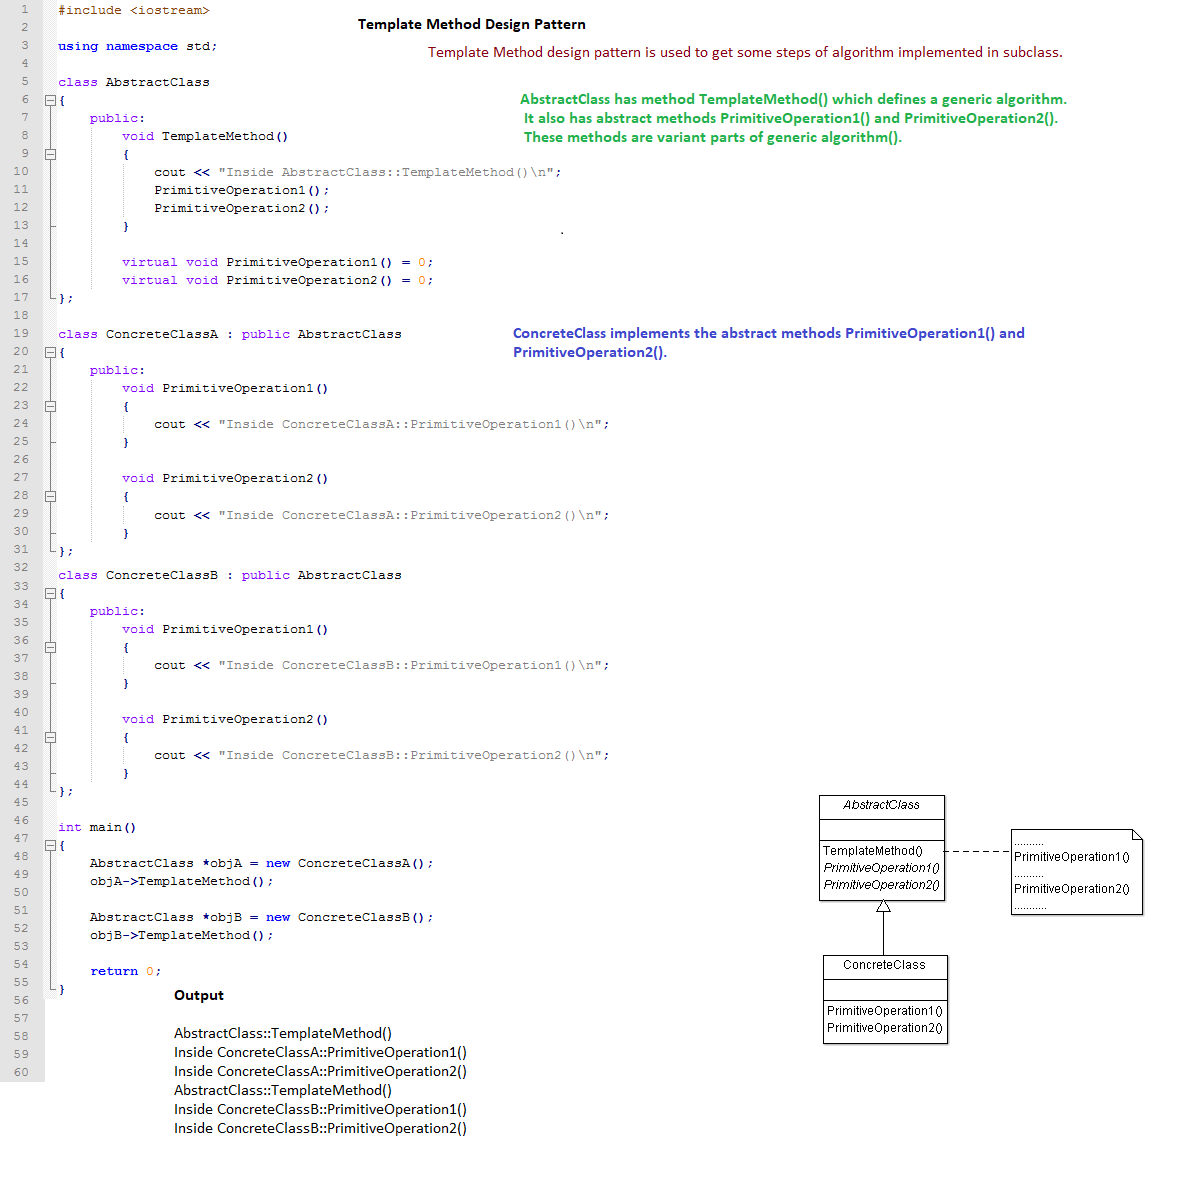 Template Method Design Pattern
Template Method design pattern is used to get some steps of algorithm implemented in subclass.
1 #include <iostream>
2
3 using namespace std;
4
5 class AbstractClass
6 {
7 public:
8 void TemplateMethod()
9 {
10 cout << "Inside AbstractClass::TemplateMethod()\n";
11 PrimitiveOperation1();
12 PrimitiveOperation2();
13 }
14
15 virtual void PrimitiveOperation1() = 0;
16 virtual void PrimitiveOperation2() = 0;
17 };
18
19 class ConcreteClassA : public AbstractClass
20 {
21 public:
22 void PrimitiveOperation1()
23 {
24 cout << "Inside ConcreteClassA::PrimitiveOperation1()\n";
25 }
26
27 void PrimitiveOperation2()
28 {
29 cout << "Inside ConcreteClassA::PrimitiveOperation2()\n";
30 }
31 };
32 class ConcreteClassB : public AbstractClass
33 {
34 public:
35 void PrimitiveOperation1()
36 {
37 cout << "Inside ConcreteClassB::PrimitiveOperation1()\n";
38 }
39
40 void PrimitiveOperation2()
41 {
42 cout << "Inside ConcreteClassB::PrimitiveOperation2()\n";
43 }
44 };
45
46 int main()
47 {
48 AbstractClass *objA = new ConcreteClassA();
49 objA->TemplateMethod();
50
51 AbstractClass *objB = new ConcreteClassB();
52 objB->TemplateMethod();
53
54 return 0;
55 }
56
57
58
59
60
AbstractClass has method TemplateMethod() which defines a generic algorithm.
It also has abstract methods PrimitiveOperation1() and PrimitiveOperation2().
These methods are variant parts of generic algorithm().
.
ConcreteClass implements the abstract methods PrimitiveOperation1() and
PrimitiveOperation2().
Output
AbstractClass::TemplateMethod()
Inside ConcreteClassA::PrimitiveOperation1()
Inside ConcreteClassA::PrimitiveOperation2()
AbstractClass::TemplateMethod()
Inside ConcreteClassB::PrimitiveOperation1()
Inside ConcreteClassB::PrimitiveOperation2()
AbstractClass
TemplateMethod()
PrimitiveOperation1()
PrimitiveOperation2()
..........
PrimitiveOperation1()
..........
PrimitiveOperation2()
...........
ConcreteClass
PrimitiveOperation1()
PrimitiveOperation2()